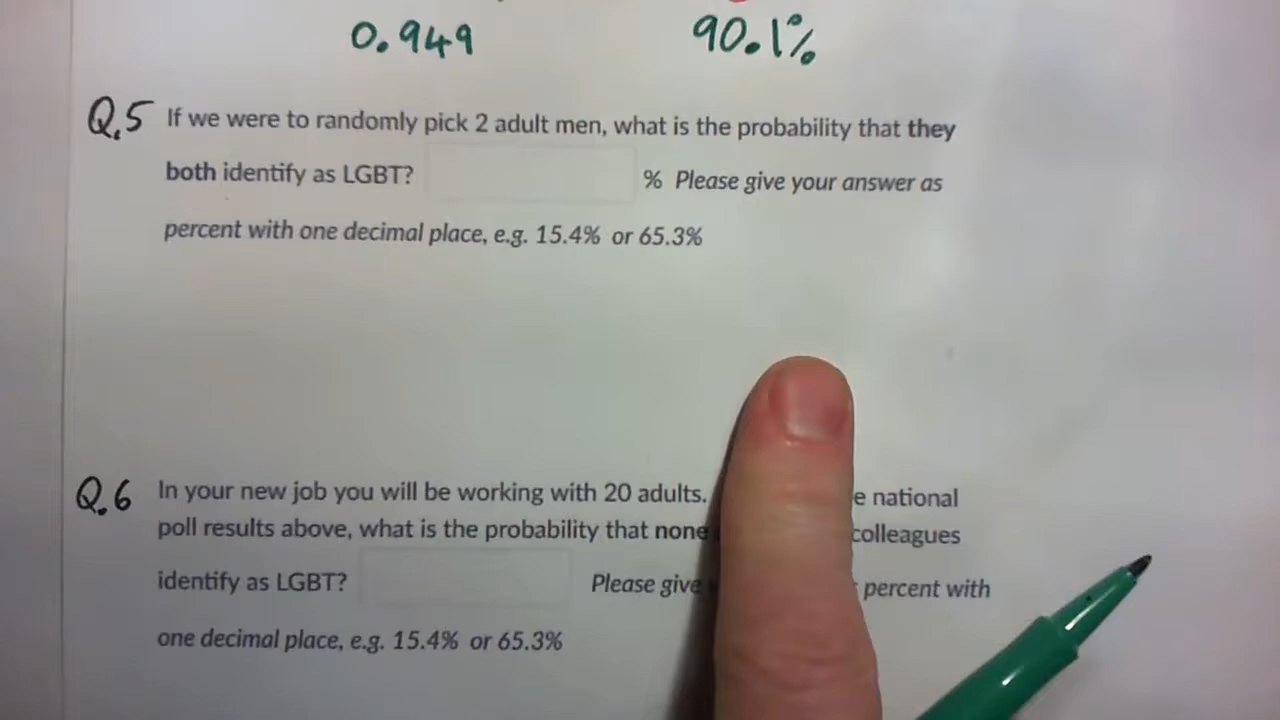 0.949 90.1%
Q.5 If we were to randomly pick 2 adult men, what is the probability that they
both identify as LGBT? % Please give your answer as
percent with one decimal place, e.g. 15.4% or 65.3%
Q.6 In your new job you will be working with 20 adults. e national
poll results above, what is the probability that none colleagues
identify as LGBT? Please give percent with
one decimal place, e.g. 15.4% or 65.3%